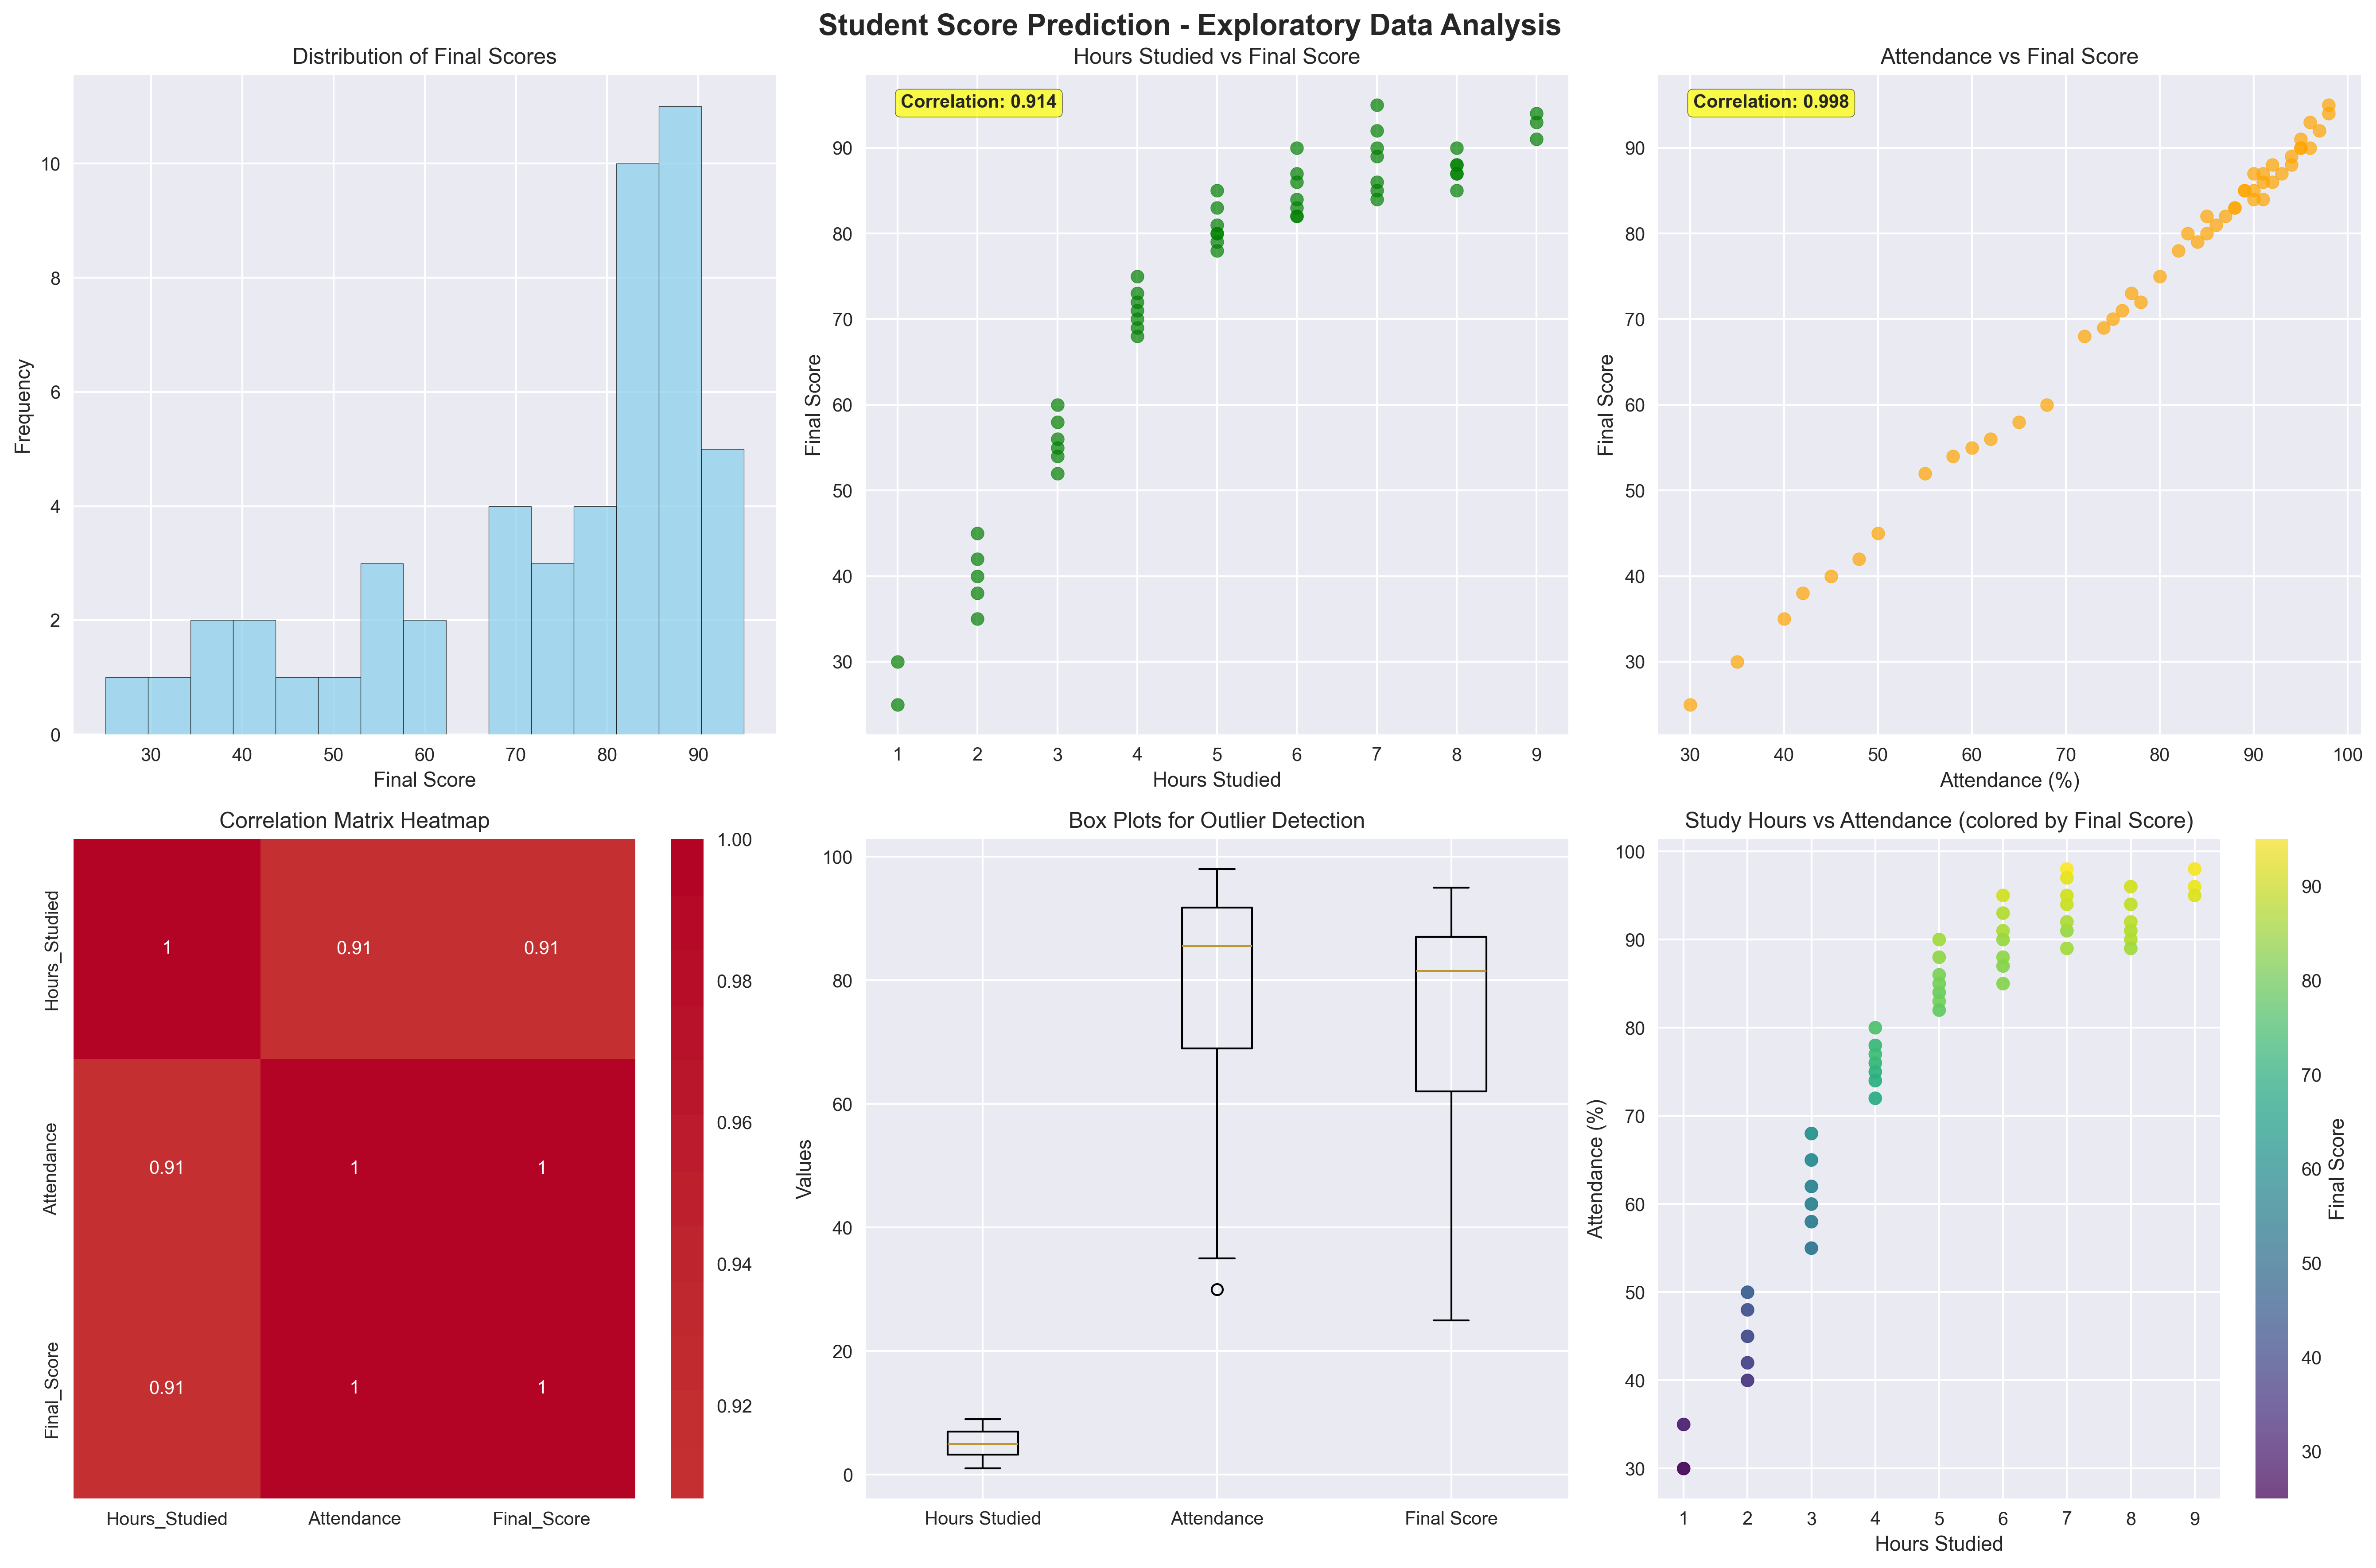 Student Score Prediction - Exploratory Data Analysis
Distribution of Final Scores
Frequency
10
8
6
4
2
0
30 40 50 60 70 80 90
Final Score
Hours Studied vs Final Score
Correlation: 0.914
Final Score
90
80
70
60
50
40
30
1 2 3 4 5 6 7 8 9
Hours Studied
Attendance vs Final Score
Correlation: 0.998
Final Score
90
80
70
60
50
40
30
30 40 50 60 70 80 90 100
Attendance (%)
Correlation Matrix Heatmap
Hours_Studied
1 0.91 0.91
Attendance
0.91 1 1
Final_Score
0.91 1 1
Hours_Studied Attendance Final_Score
1.00
0.98
0.96
0.94
0.92
Box Plots for Outlier Detection
Values
100
80
60
40
20
0
Hours Studied Attendance Final Score
Study Hours vs Attendance (colored by Final Score)
Attendance (%)
100
90
80
70
60
50
40
30
1 2 3 4 5 6 7 8 9
Hours Studied
90
80
70
60
50
40
30
Final Score